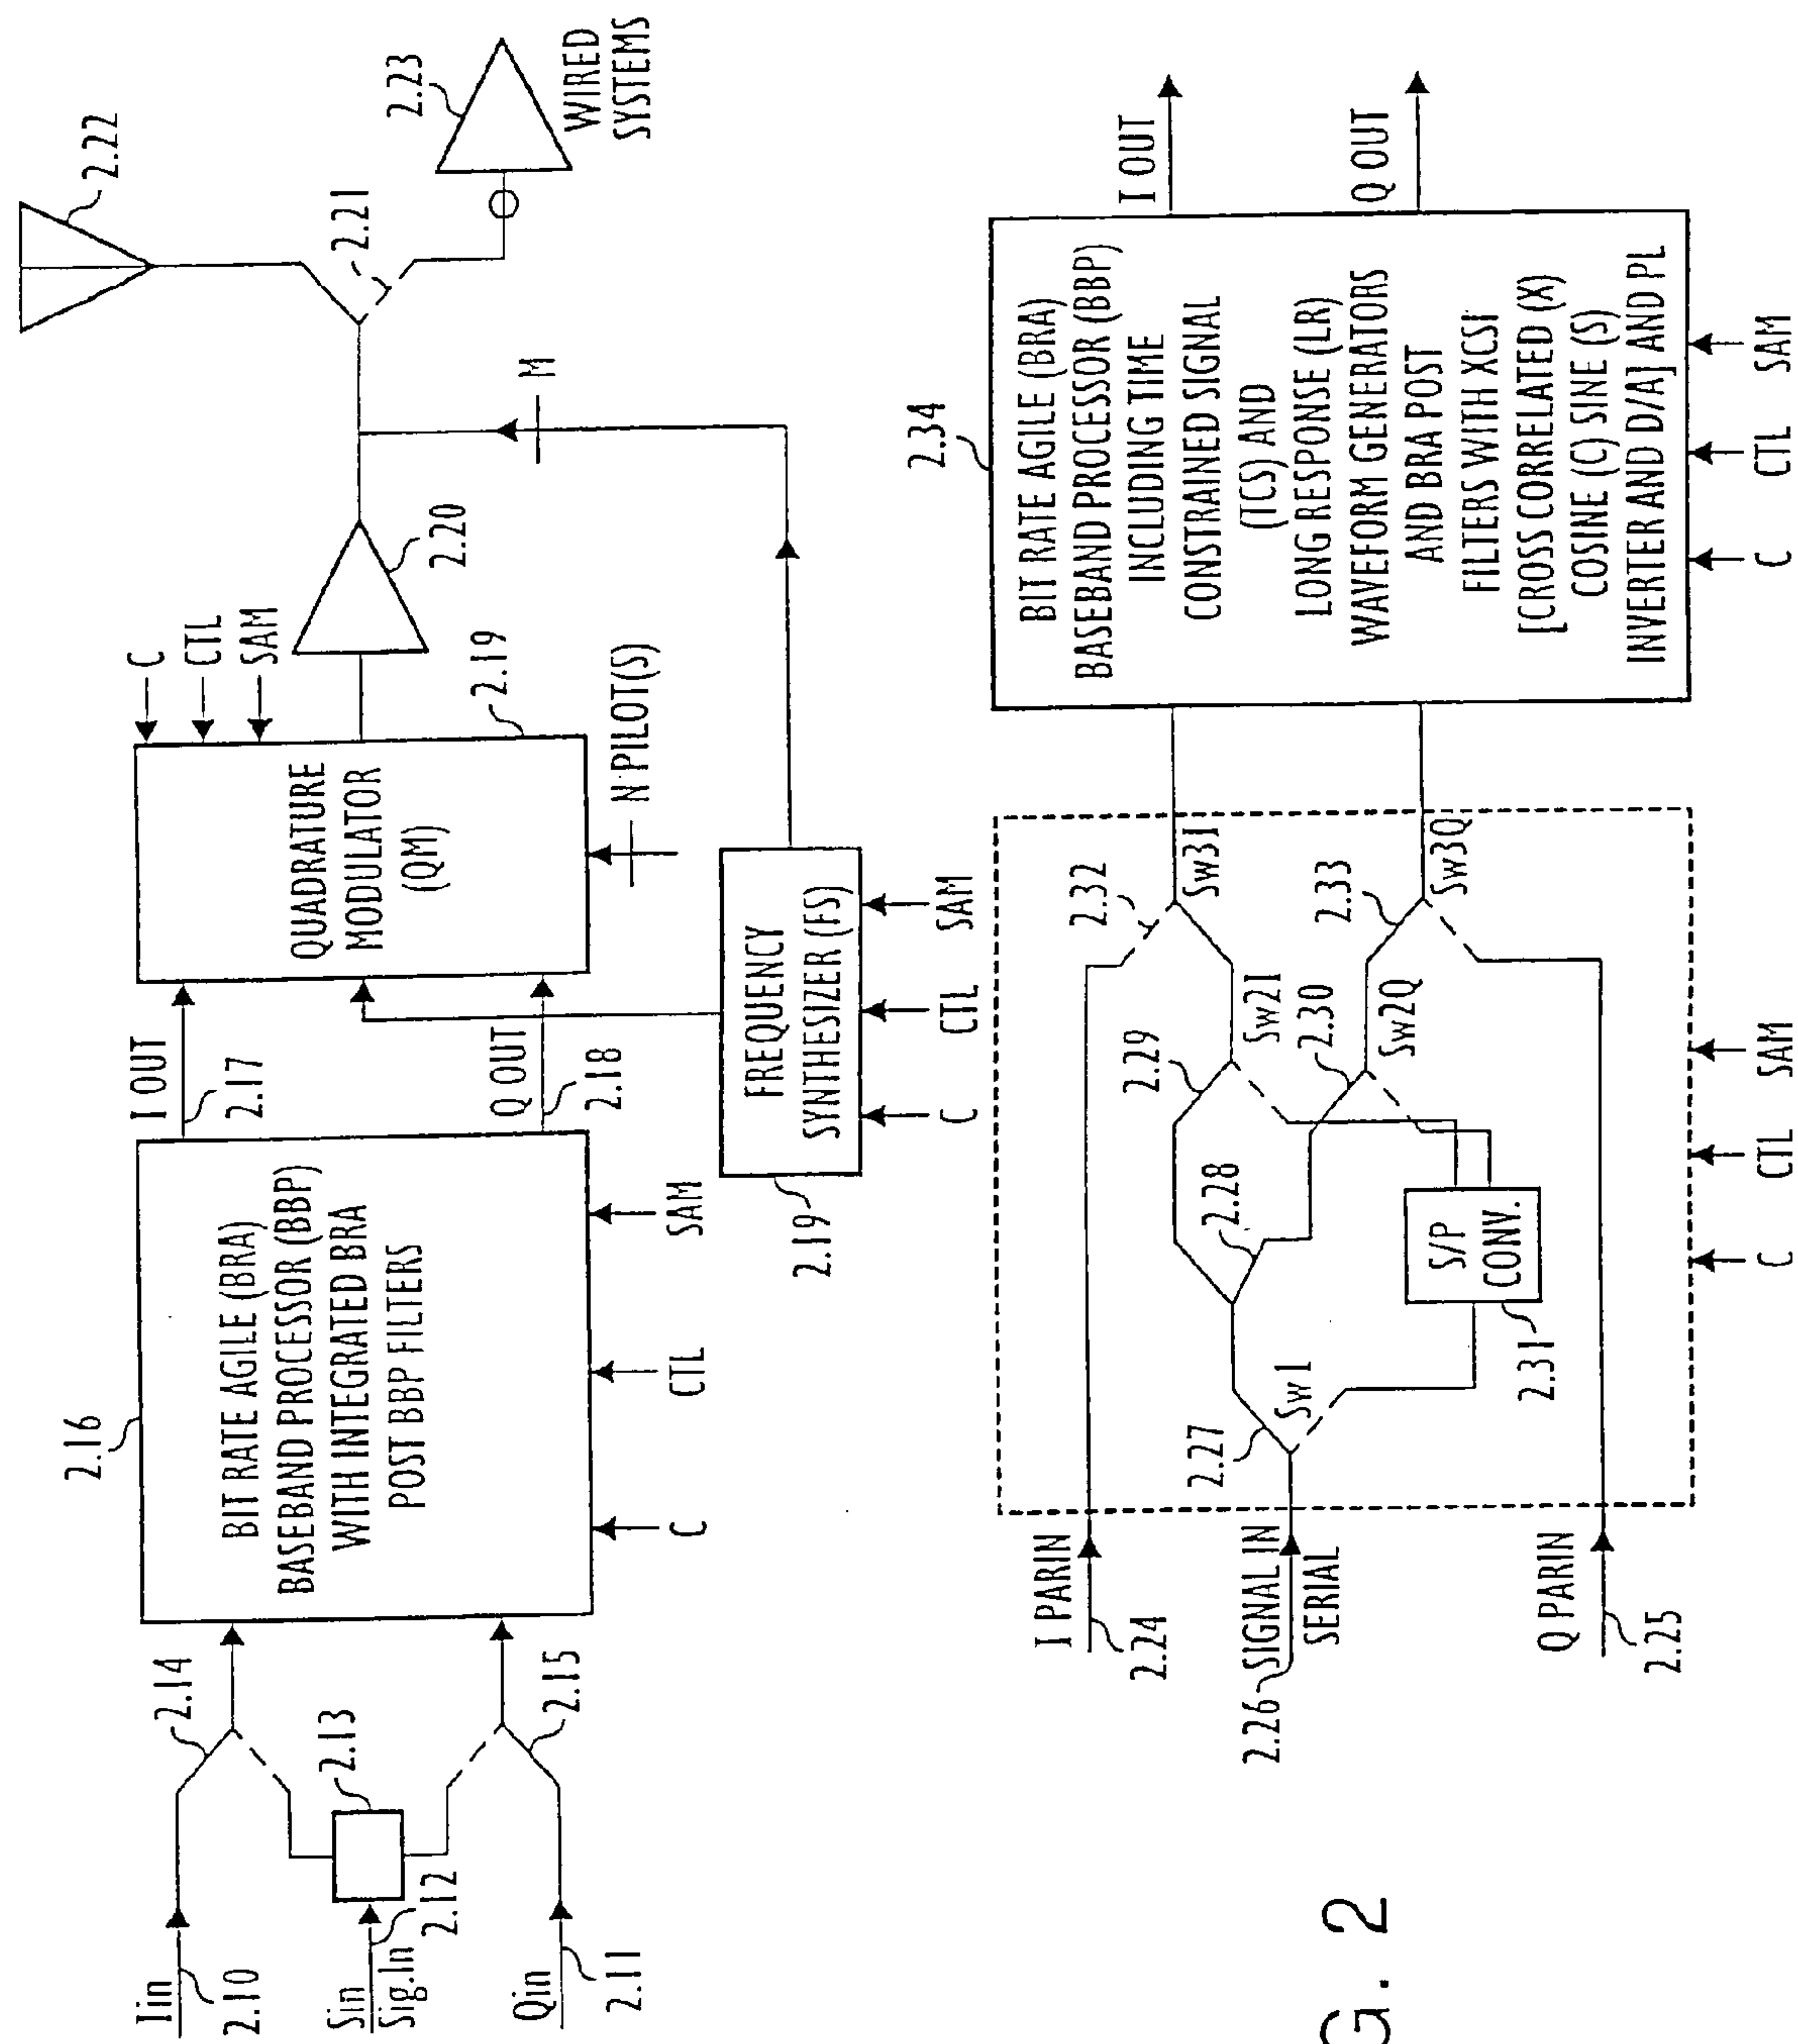 Iin
2.10
Sin
Sig.In
2.12
Qin
2.11
2.13
2.14
2.15
2.16
BIT RATE AGILE (BRA)
BASEBAND PROCESSOR (BBP)
WITH INTEGRATED BRA
POST BBP FILTERS
C
CTL
SAM
I OUT
2.17
Q OUT
2.18
QUADRATURE
MODULATOR
(QM)
C
CTL
SAM
2.19
N PILOT(S)
FREQUENCY
SYNTHESIZER (FS)
2.19
C
CTL
SAM
2.20
M
2.21
2.22
2.23
WIRED
SYSTEMS
I PARIN
2.24
2.26
SIGNAL IN
SERIAL
Q PARIN
2.25
2.27
Sw1
2.28
2.29
Sw2I
2.30
Sw2Q
S/P
CONV.
2.31
2.32
Sw3I
2.33
Sw3Q
C
CTL
SAM
2.34
BIT RATE AGILE (BRA)
BASEBAND PROCESSOR (BBP)
INCLUDING TIME
CONSTRAINED SIGNAL
(TCS) AND
LONG RESPONSE (LR)
WAVEFORM GENERATORS
AND BRA POST
FILTERS WITH XCSI
[CROSS CORRELATED (X)
COSINE (C) SINE (S)
INVERTER AND D/A] AND PL
C
CTL
SAM
I OUT
Q OUT
G. 2